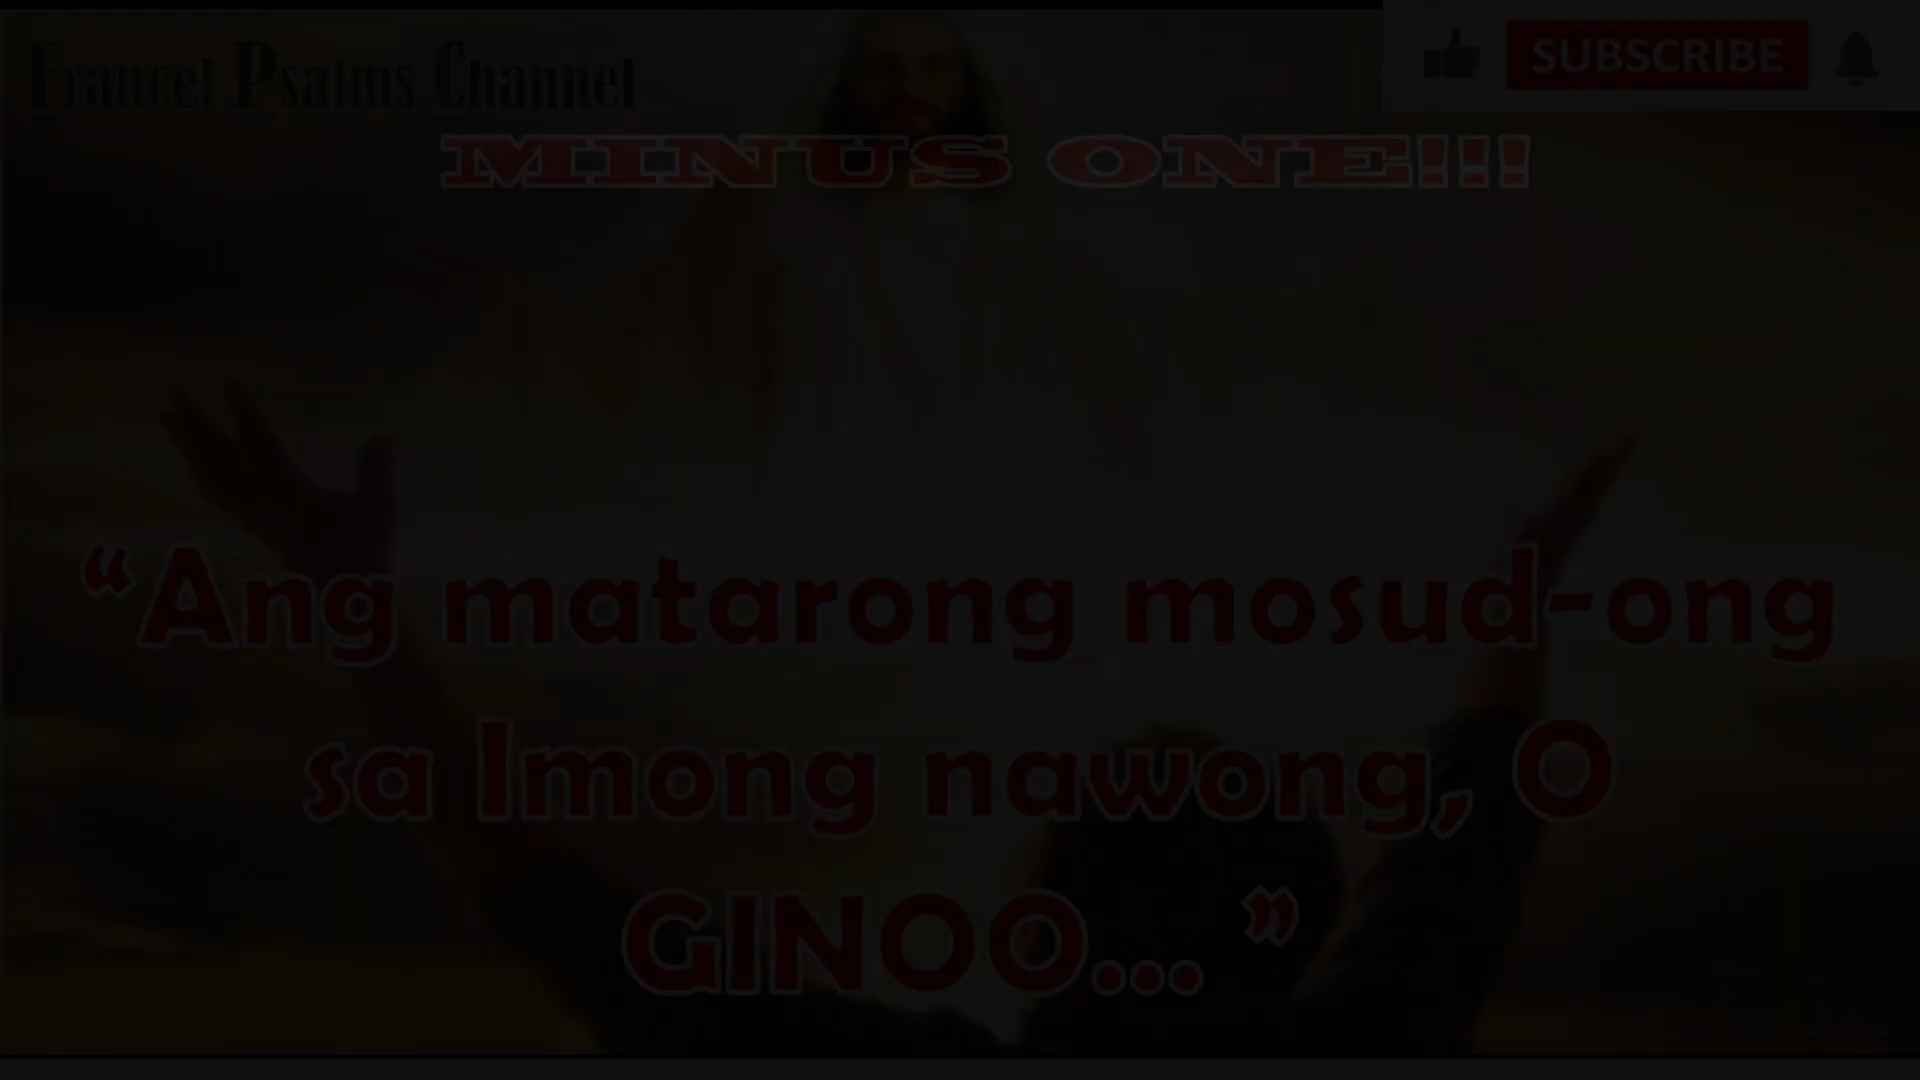 Francel Psalms Channel
SUBSCRIBE
MINUS ONE!!!
“Ang matarong mosud-ong
sa Imong nawong, O
GINOO... ”